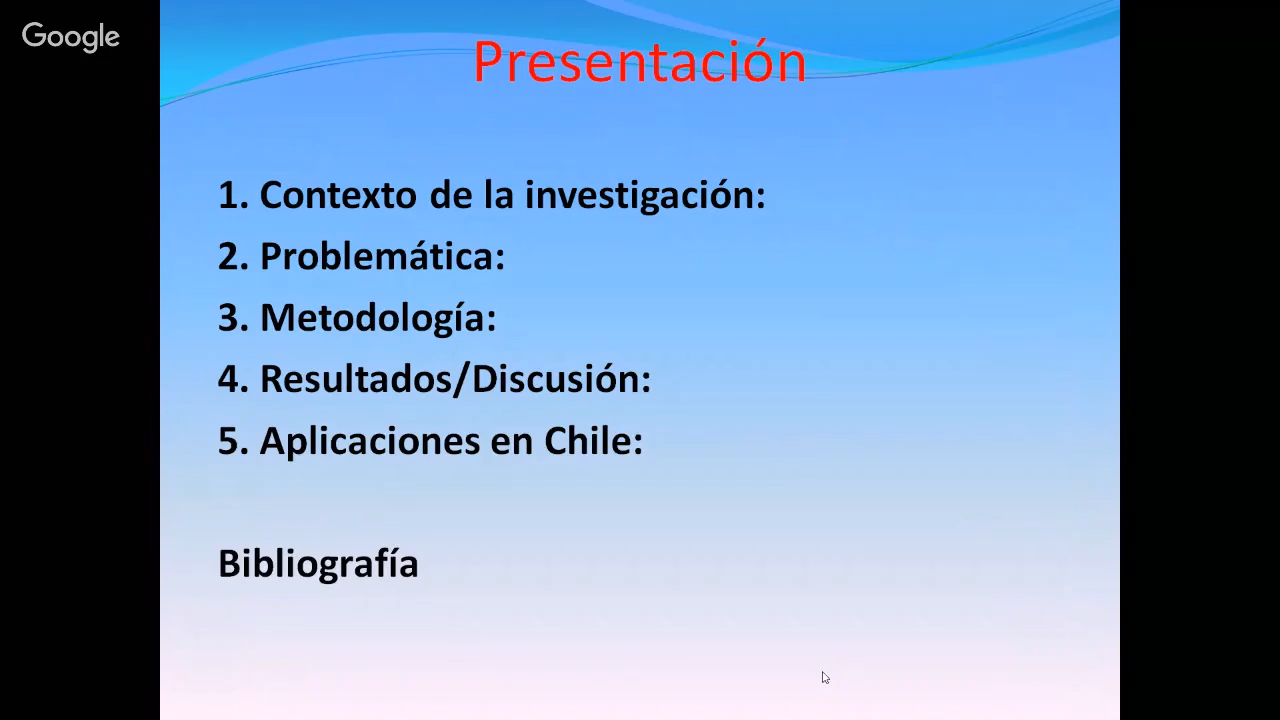 Google
Presentación
1. Contexto de la investigación:
2. Problemática:
3. Metodología:
4. Resultados/Discusión:
5. Aplicaciones en Chile:
Bibliografía